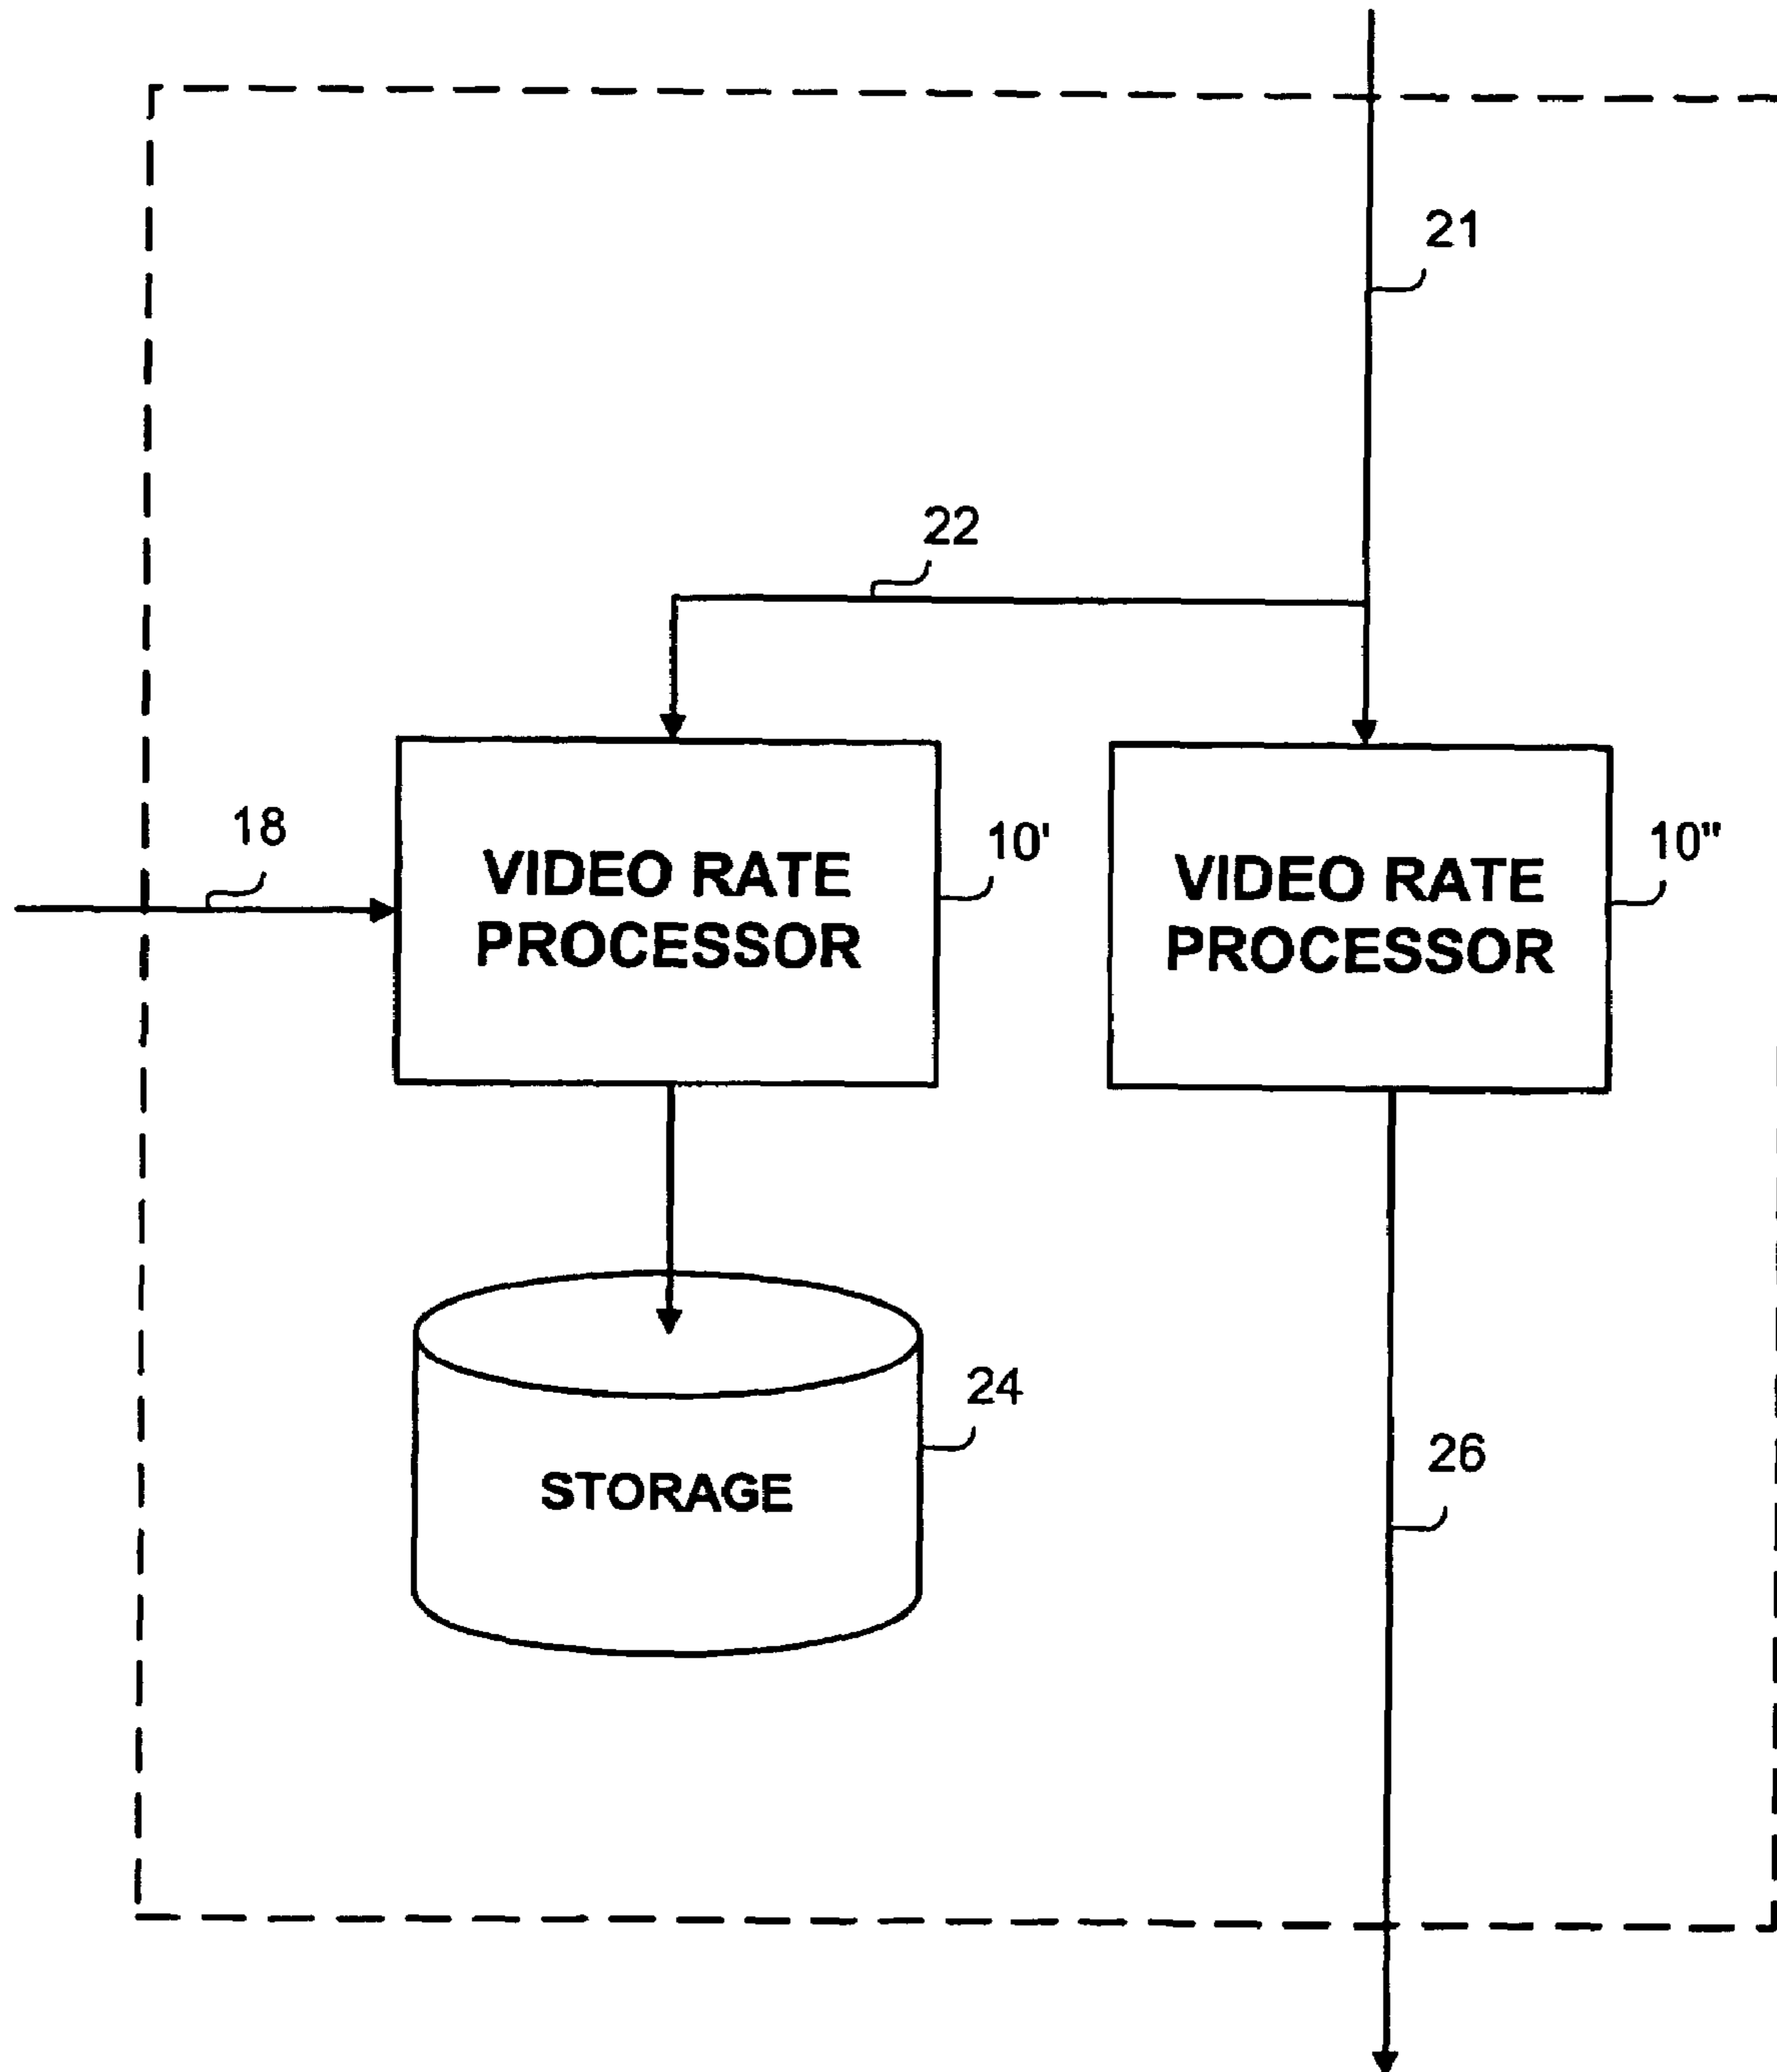 21
22
18
10'
10"
VIDEO RATE
PROCESSOR
VIDEO RATE
PROCESSOR
24
STORAGE
26